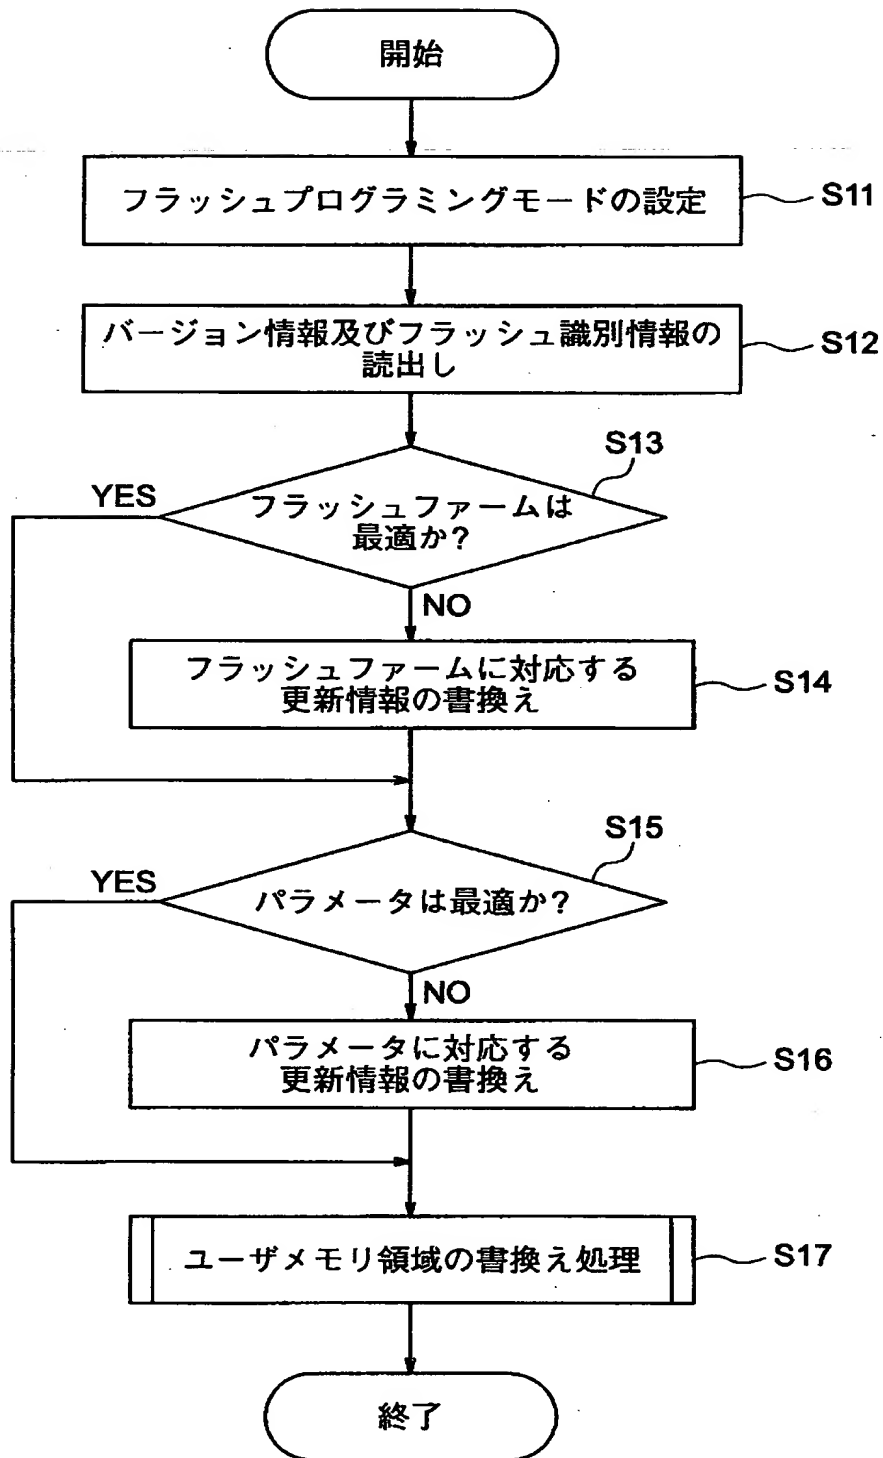 開始
フラッシュプログラミングモードの設定
S11
バージョン情報及びフラッシュ識別情報の
読出し
S12
S13
YES
フラッシュファームは
最適か?
NO
フラッシュファームに対応する
更新情報の書換え
S14
S15
YES
パラメータは最適か?
NO
パラメータに対応する
更新情報の書換え
S16
ユーザメモリ領域の書換え処理
S17
終了